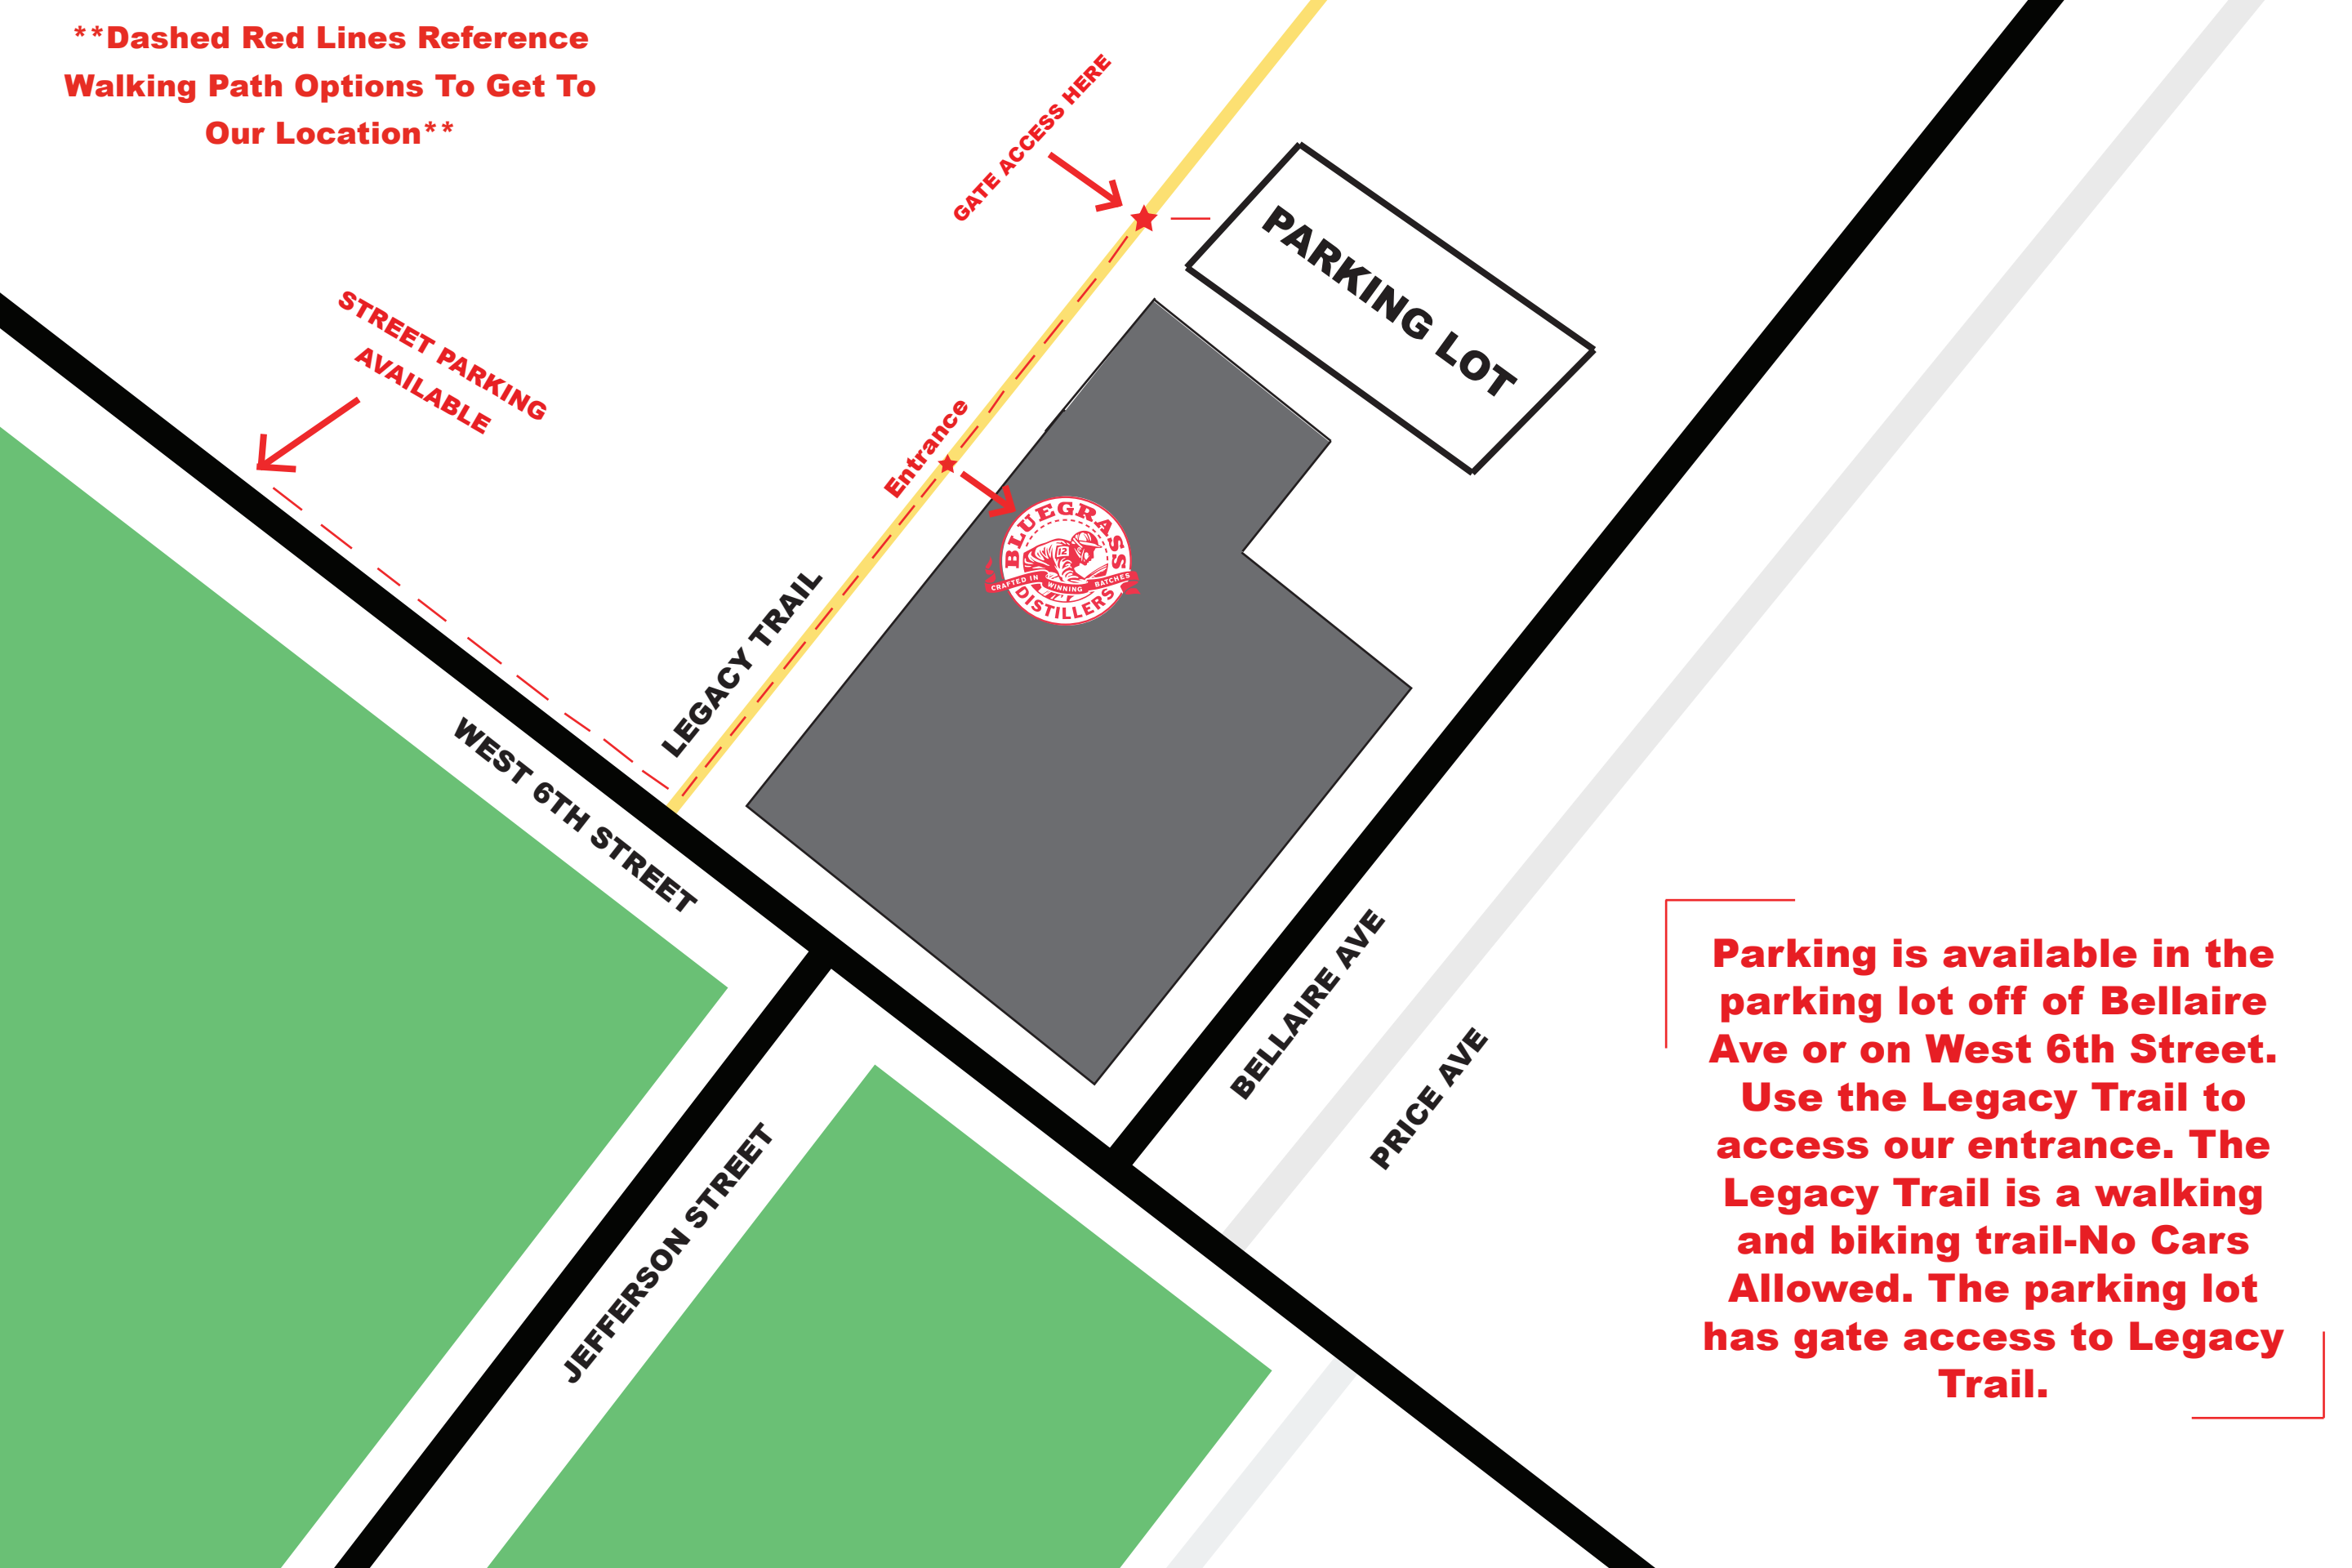 **Dashed Red Lines Reference
Walking Path Options To Get To
Our Location**
GATE ACCESS HERE
PARKING LOT
STREET PARKING
AVAILABLE
Entrance
BLUEGRASS
12
CRAFTED IN WINNING BATCHES
DISTILLERS
LEGACY TRAIL
WEST 6TH STREET
BELLAIRE AVE
PRICE AVE
JEFFERSON STREET
Parking is available in the
parking lot off of Bellaire
Ave or on West 6th Street.
Use the Legacy Trail to
access our entrance. The
Legacy Trail is a walking
and biking trail-No Cars
Allowed. The parking lot
has gate access to Legacy
Trail.